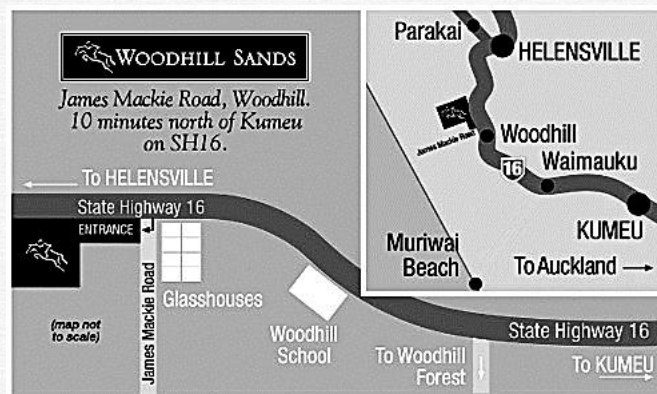 WOODHILL SANDS
James Mackie Road, Woodhill.
10 minutes north of Kumeu
on SH16.
To HELENSVILLE
State Highway 16
ENTRANCE
James Mackie Road
(map not
to scale)
Glasshouses
Woodhill
School
To Woodhill
Forest
State Highway 16
To KUMEU
Parakai
HELENSVILLE
James Mackie Road
Woodhill
16
Waimauku
KUMEU
Muriwai
Beach
To Auckland